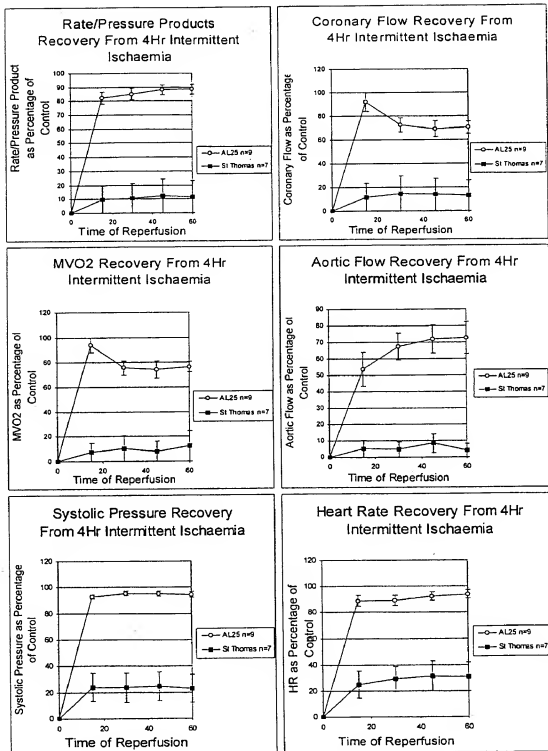 Rate/Pressure Products
Recovery From 4Hr Intermittent
Ischaemia
Rate/Pressure Product
as Percentage of
Control
100
90
80
70
60
50
40
30
20
10
0
0 20 40 60
Time of Reperfusion
AL25 n=9
St Thomas n=7
Coronary Flow Recovery From
4Hr Intermittent Ischaemia
Coronary Flow as Percentage
of Control
120
100
80
60
40
20
0
0 20 40 60
Time of Reperfusion
AL25 n=9
St Thomas n=7
MVO2 Recovery From 4Hr
Intermittent Ischaemia
MVO2 as Percentage of
Control
120
100
80
60
40
20
0
0 20 40 60
Time of Reperfusion
AL25 n=9
St Thomas n=7
Aortic Flow Recovery From 4Hr
Intermittent Ischaemia
Aortic Flow as Percentage of
Control
90
80
70
60
50
40
30
20
10
0
0 20 40 60
Time of Reperfusion
AL25 n=9
St Thomas n=7
Systolic Pressure Recovery
From 4Hr Intermittent Ischaemia
Systolic Pressure as Percentage
of Control
120
100
80
60
40
20
0
0 20 40 60
Time of Reperfusion
AL25 n=9
St Thomas n=7
Heart Rate Recovery From 4Hr
Intermittent Ischaemia
HR as Percentage of
Control
120
100
80
60
40
20
0
0 20 40 60
Time of Reperfusion
AL25 n=9
St Thomas n=7